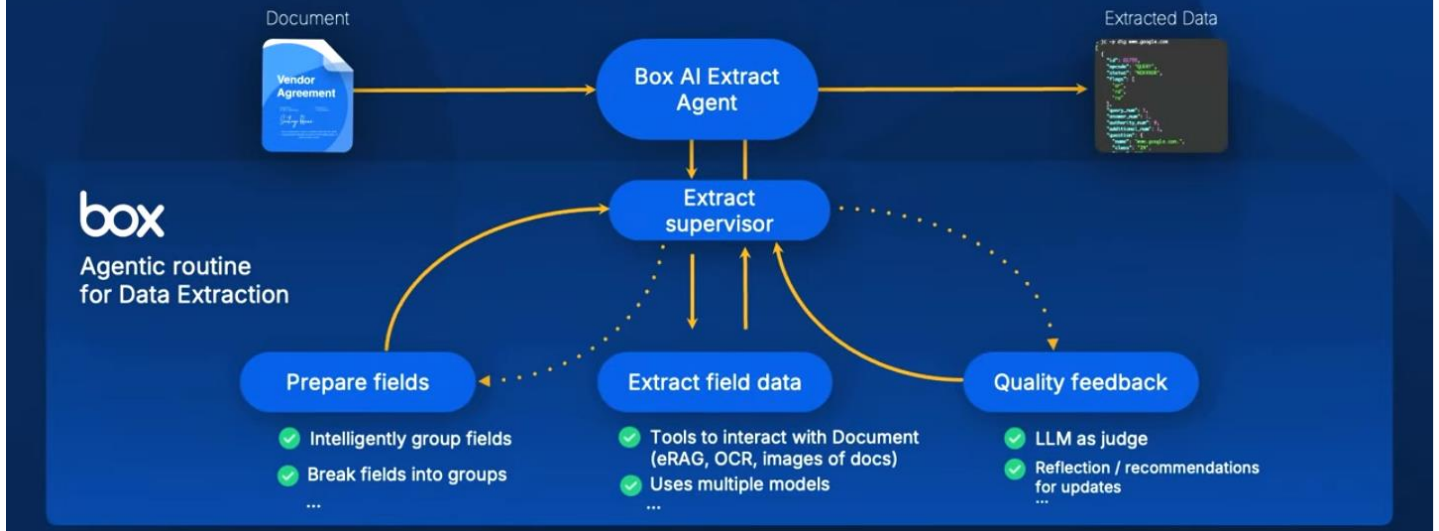 Document
Extracted Data
Vendor
Agreement
Box AI Extract
Agent
Extract
supervisor
box
Agentic routine
for Data Extraction
Prepare fields
Extract field data
Quality feedback
Intelligently group fields
Break fields into groups
...
Tools to interact with Document
(eRAG, OCR, images of docs)
Uses multiple models
...
LLM as judge
Reflection / recommendations
for updates
...